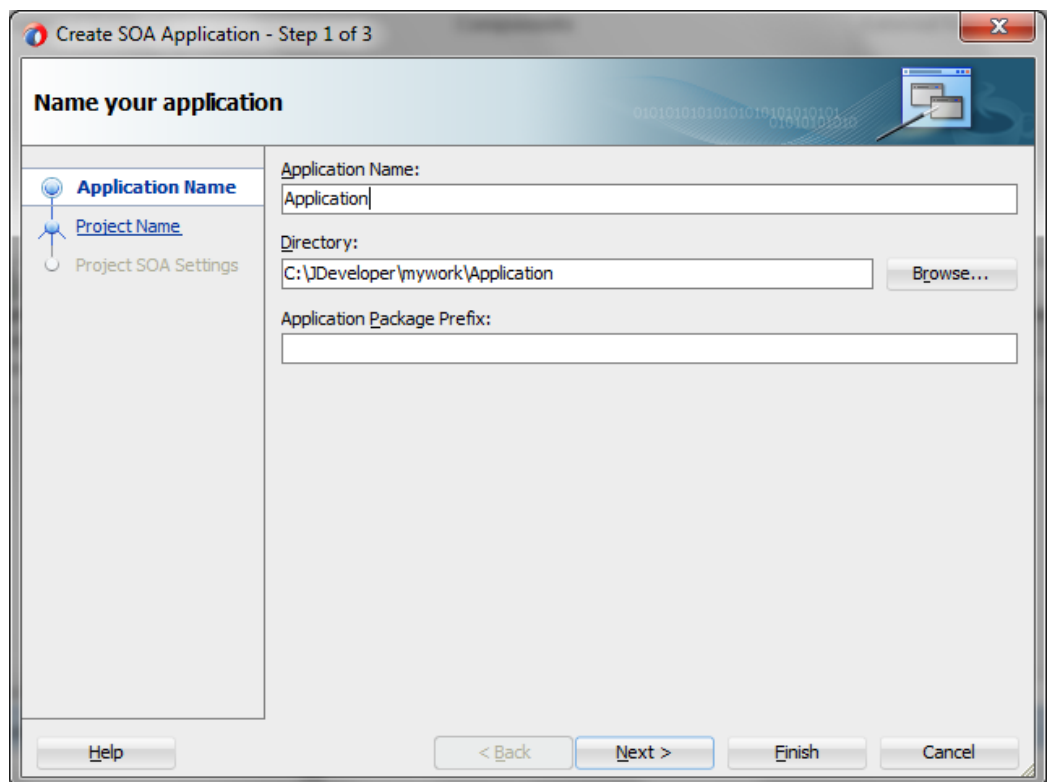 Create SOA Application - Step 1 of 3
Name your application
Application Name
Project Name
Project SOA Settings
Application Name:
Application
Directory:
C:\JDeveloper\mywork\Application
Browse...
Application Package Prefix:
Help
< Back
Next >
Finish
Cancel